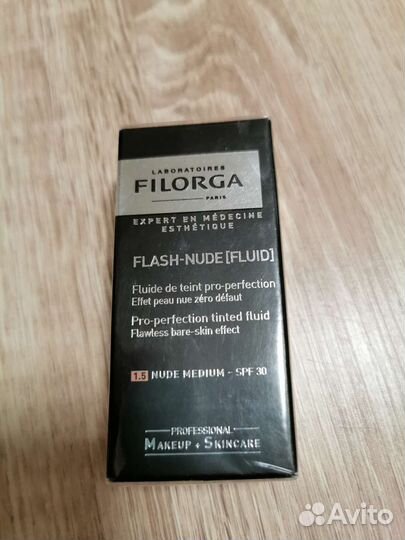 LABORATOIRES
FILORGA
PARIS
EXPERT EN MÉDECINE
ESTHÉTIQUE
FLASH-NUDE [FLUID]
Fluide de teint pro-perfection
Effet peau nue zéro défaut
Pro-perfection tinted fluid
Flawless bare-skin effect
1.5 NUDE MEDIUM - SPF 30
PROFESSIONAL
MAKEUP + SKINCARE
Avito